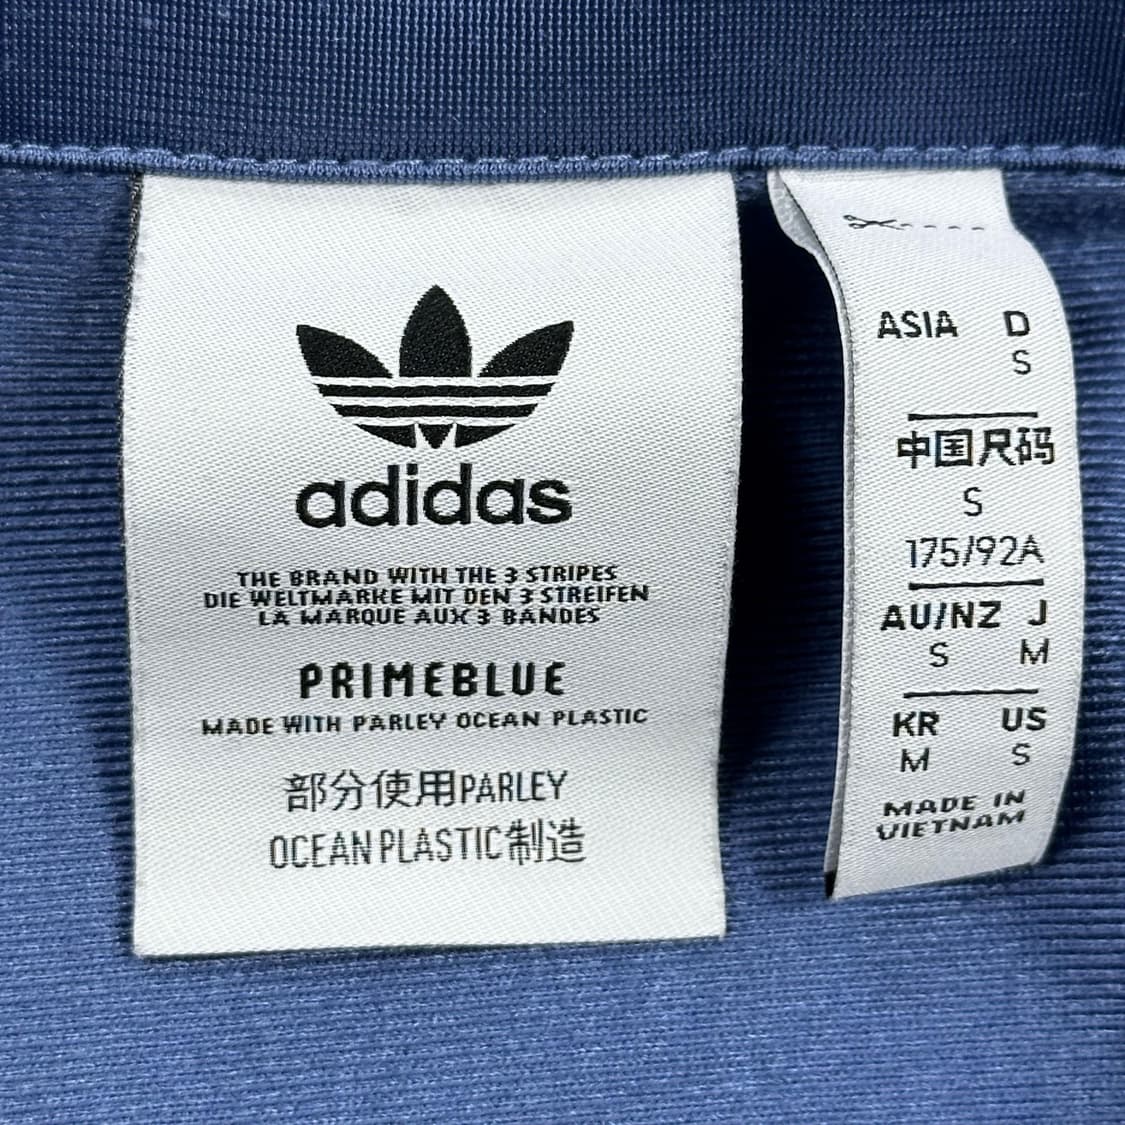 adidas
THE BRAND WITH THE 3 STRIPES
DIE WELTMARKE MIT DEN 3 STREIFEN
LA MARQUE AUX 3 BANDES
PRIMEBLUE
MADE WITH PARLEY OCEAN PLASTIC
部分使用PARLEY
OCEAN PLASTIC制造
ASIA D
S
中国尺码
S
175/92A
AU/NZ J
S M
KR US
M S
MADE IN
VIETNAM